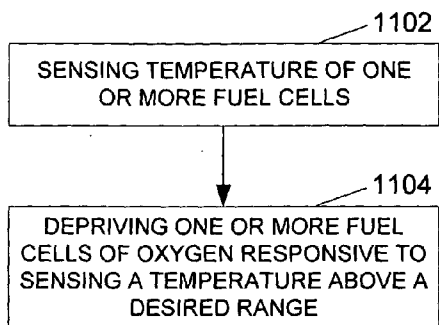 1102
SENSING TEMPERATURE OF ONE
OR MORE FUEL CELLS
1104
DEPRIVING ONE OR MORE FUEL
CELLS OF OXYGEN RESPONSIVE TO
SENSING A TEMPERATURE ABOVE A
DESIRED RANGE